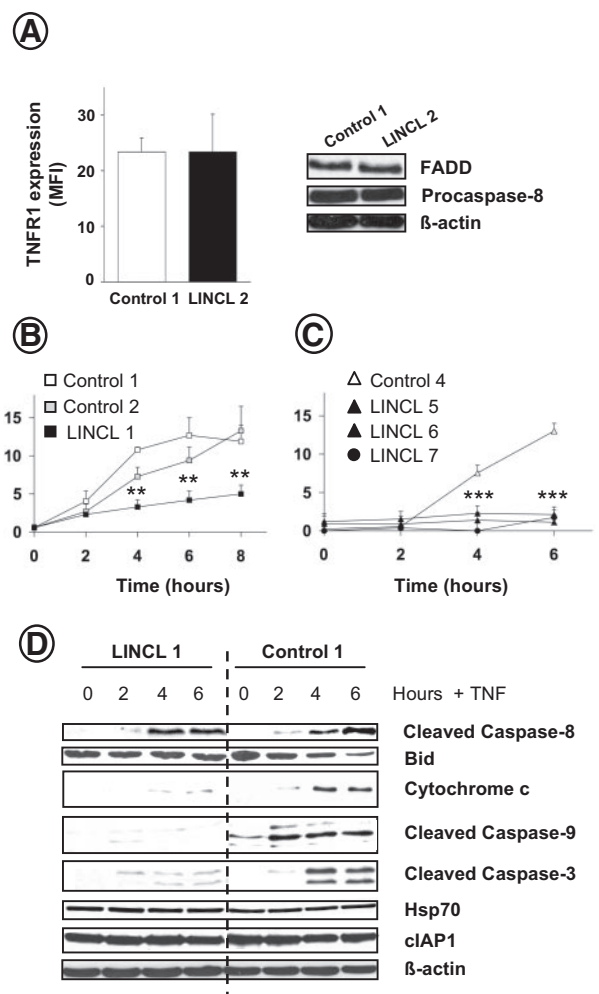 A
TNFR1 expression
(MFI)
30
20
10
0
Control 1 LINCL 2
Control 1
LINCL 2
FADD
Procaspase-8
ß-actin
B
Control 1
Control 2
LINCL 1
15
10
5
0
** ** **
0 2 4 6 8
Time (hours)
C
Control 4
LINCL 5
LINCL 6
LINCL 7
15
10
5
0
*** ***
0 2 4 6
Time (hours)
D
LINCL 1 Control 1
0 2 4 6 0 2 4 6 Hours + TNF
Cleaved Caspase-8
Bid
Cytochrome c
Cleaved Caspase-9
Cleaved Caspase-3
Hsp70
cIAP1
ß-actin